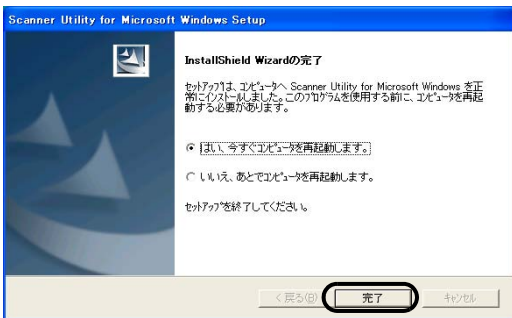 Scanner Utility for Microsoft Windows Setup
InstallShield Wizardの完了
セットアップは、コンピュータへ Scanner Utility for Microsoft Windows を正
常にインストールしました。このプログラムを使用する前に、コンピュータを再起
動する必要があります。
はい、今すぐコンピュータを再起動します。
いいえ、あとでコンピュータを再起動します。
セットアップを終了してください。
< 戻る(B)
完了
キャンセル